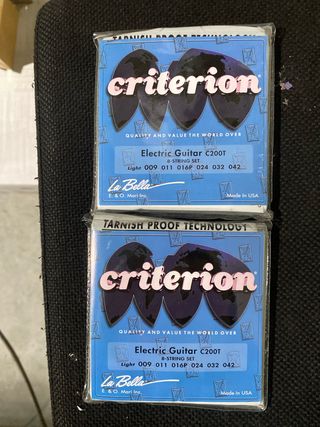 TARNISH PROOF TECHNOLOGY
criterion®
QUALITY AND VALUE THE WORLD OVER
Electric Guitar C200T
8-STRING SET
Light 009 011 016P 024 032 042
La Bella
E. & O. Mari Inc.
Made in USA
TARNISH PROOF TECHNOLOGY
criterion®
QUALITY AND VALUE THE WORLD OVER
Electric Guitar C200T
8-STRING SET
Light 009 011 016P 024 032 042
La Bella
E. & O. Mari Inc.
Made in USA